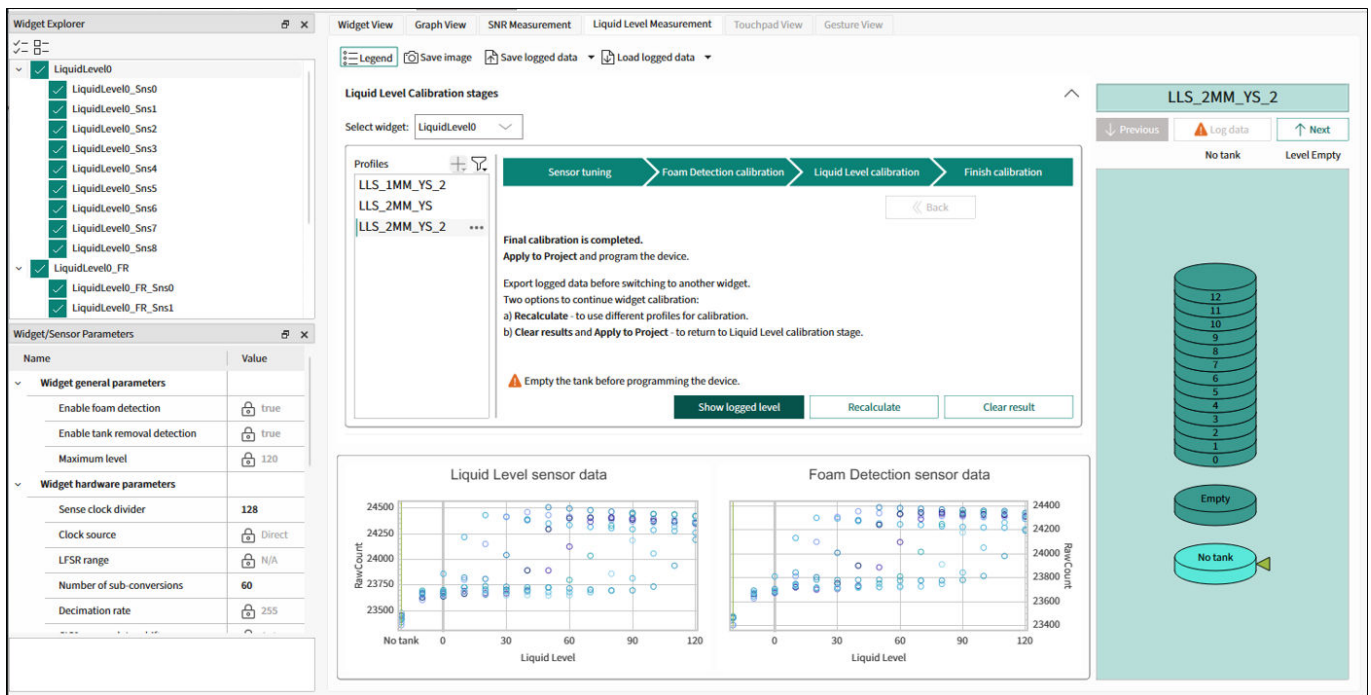 Widget Explorer
LiquidLevel0
LiquidLevel0_Sns0
LiquidLevel0_Sns1
LiquidLevel0_Sns2
LiquidLevel0_Sns3
LiquidLevel0_Sns4
LiquidLevel0_Sns5
LiquidLevel0_Sns6
LiquidLevel0_Sns7
LiquidLevel0_Sns8
LiquidLevel0_FR
LiquidLevel0_FR_Sns0
LiquidLevel0_FR_Sns1
Widget/Sensor Parameters
Name Value
Widget general parameters
Enable foam detection true
Enable tank removal detection true
Maximum level 120
Widget hardware parameters
Sense clock divider 128
Clock source Direct
LFSR range N/A
Number of sub-conversions 60
Decimation rate 255
Widget View Graph View SNR Measurement Liquid Level Measurement Touchpad View Gesture View
Legend Save image Save logged data Load logged data
Liquid Level Calibration stages
Select widget: LiquidLevel0
Profiles
LLS_1MM_YS_2
LLS_2MM_YS
LLS_2MM_YS_2
Sensor tuning Foam Detection calibration Liquid Level calibration Finish calibration
Back
Final calibration is completed.
Apply to Project and program the device.
Export logged data before switching to another widget.
Two options to continue widget calibration:
a) Recalculate - to use different profiles for calibration.
b) Clear results and Apply to Project - to return to Liquid Level calibration stage.
Empty the tank before programming the device.
Show logged level Recalculate Clear result
Liquid Level sensor data
24500
24250
24000
23750
23500
RawCount
No tank 0 30 60 90 120
Liquid Level
Foam Detection sensor data
24400
24200
24000
23800
23600
23400
RawCount
0 30 60 90 120
Liquid Level
LLS_2MM_YS_2
Previous Log data Next
No tank Level Empty
12
11
10
9
8
7
6
5
4
3
2
1
0
Empty
No tank